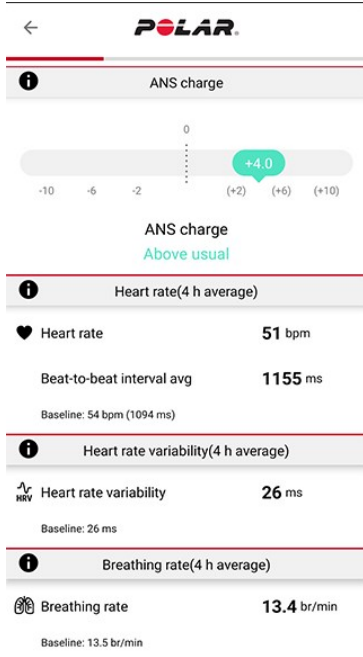 POLAR.
ANS charge
0
+4.0
-10 -6 -2 (+2) (+6) (+10)
ANS charge
Above usual
Heart rate(4 h average)
Heart rate 51 bpm
Beat-to-beat interval avg 1155 ms
Baseline: 54 bpm (1094 ms)
Heart rate variability(4 h average)
HRV Heart rate variability 26 ms
Baseline: 26 ms
Breathing rate(4 h average)
Breathing rate 13.4 br/min
Baseline: 13.5 br/min